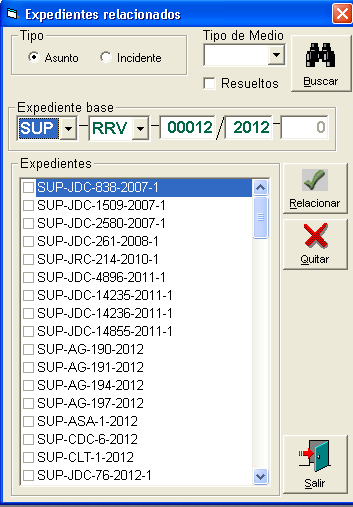 Expedientes relacionados
Tipo
Asunto Incidente
Tipo de Medio
Resueltos
Buscar
Expediente base
SUP - RRV - 00012 / 2012 - 0
Expedientes
SUP-JDC-838-2007-1
SUP-JDC-1509-2007-1
SUP-JDC-2580-2007-1
SUP-JDC-261-2008-1
SUP-JRC-214-2010-1
SUP-JDC-4896-2011-1
SUP-JDC-14235-2011-1
SUP-JDC-14236-2011-1
SUP-JDC-14855-2011-1
SUP-AG-190-2012
SUP-AG-191-2012
SUP-AG-194-2012
SUP-AG-197-2012
SUP-ASA-1-2012
SUP-CDC-6-2012
SUP-CLT-1-2012
SUP-JDC-76-2012-1
Relacionar
Quitar
Salir